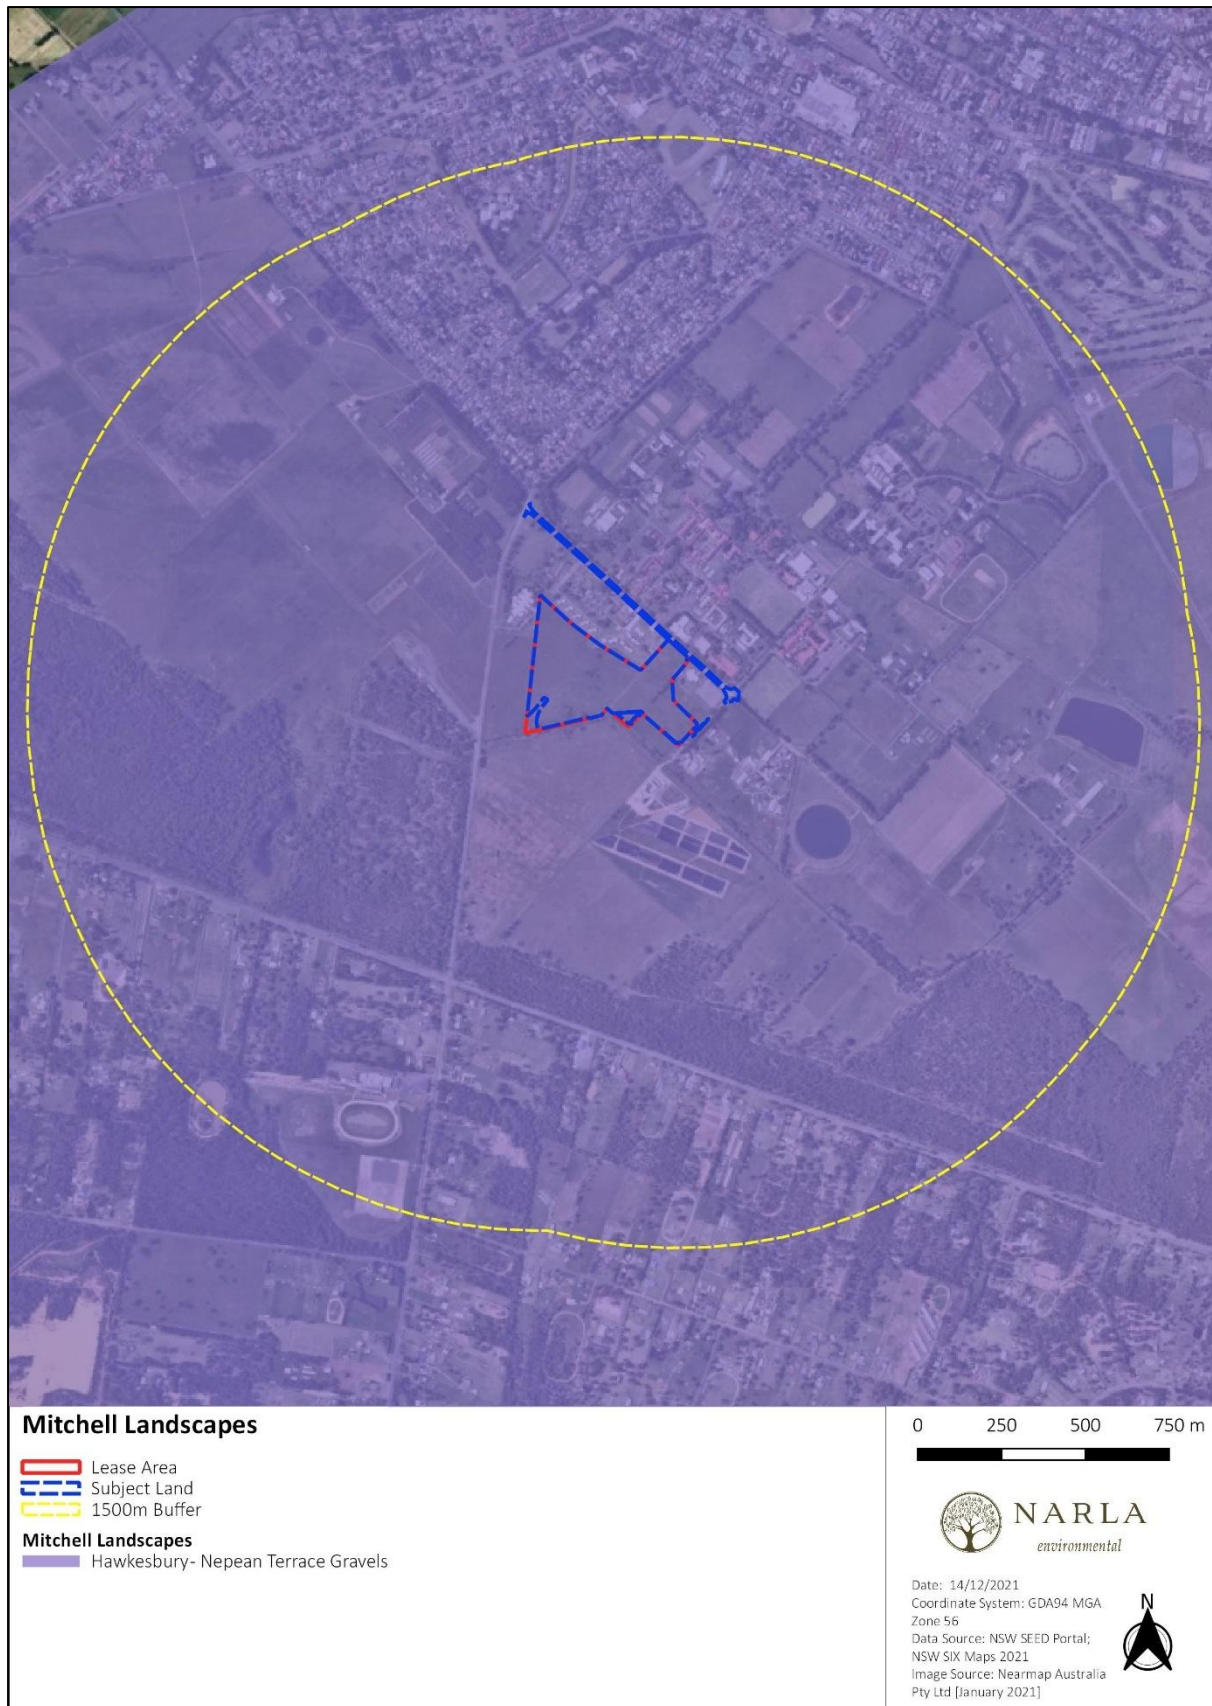 Mitchell Landscapes
Lease Area
Subject Land
1500m Buffer
Mitchell Landscapes
Hawkesbury- Nepean Terrace Gravels
0 250 500 750 m
NARLA
environmental
Date: 14/12/2021
Coordinate System: GDA94 MGA
Zone 56
Data Source: NSW SEED Portal;
NSW SIX Maps 2021
Image Source: Nearmap Australia
Pty Ltd [January 2021]
N